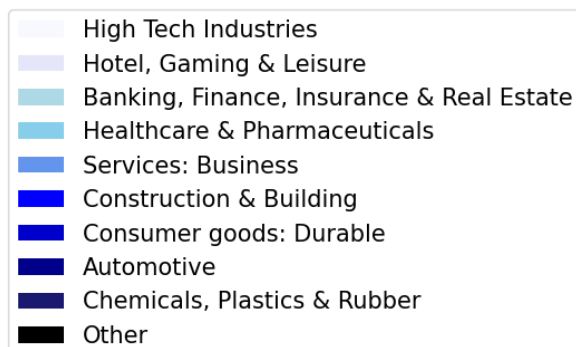 High Tech Industries
Hotel, Gaming & Leisure
Banking, Finance, Insurance & Real Estate
Healthcare & Pharmaceuticals
Services: Business
Construction & Building
Consumer goods: Durable
Automotive
Chemicals, Plastics & Rubber
Other